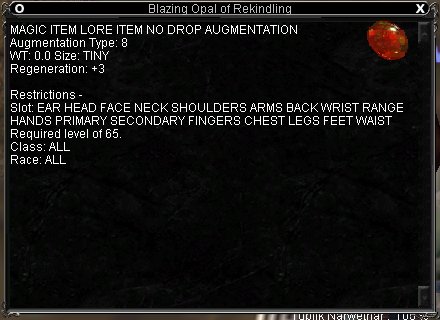 Blazing Opal of Rekindling
MAGIC ITEM LORE ITEM NO DROP AUGMENTATION
Augmentation Type: 8
WT: 0.0 Size: TINY
Regeneration: +3
Restrictions -
Slot: EAR HEAD FACE NECK SHOULDERS ARMS BACK WRIST RANGE
HANDS PRIMARY SECONDARY FINGERS CHEST LEGS FEET WAIST
Required level of 65.
Class: ALL
Race: ALL